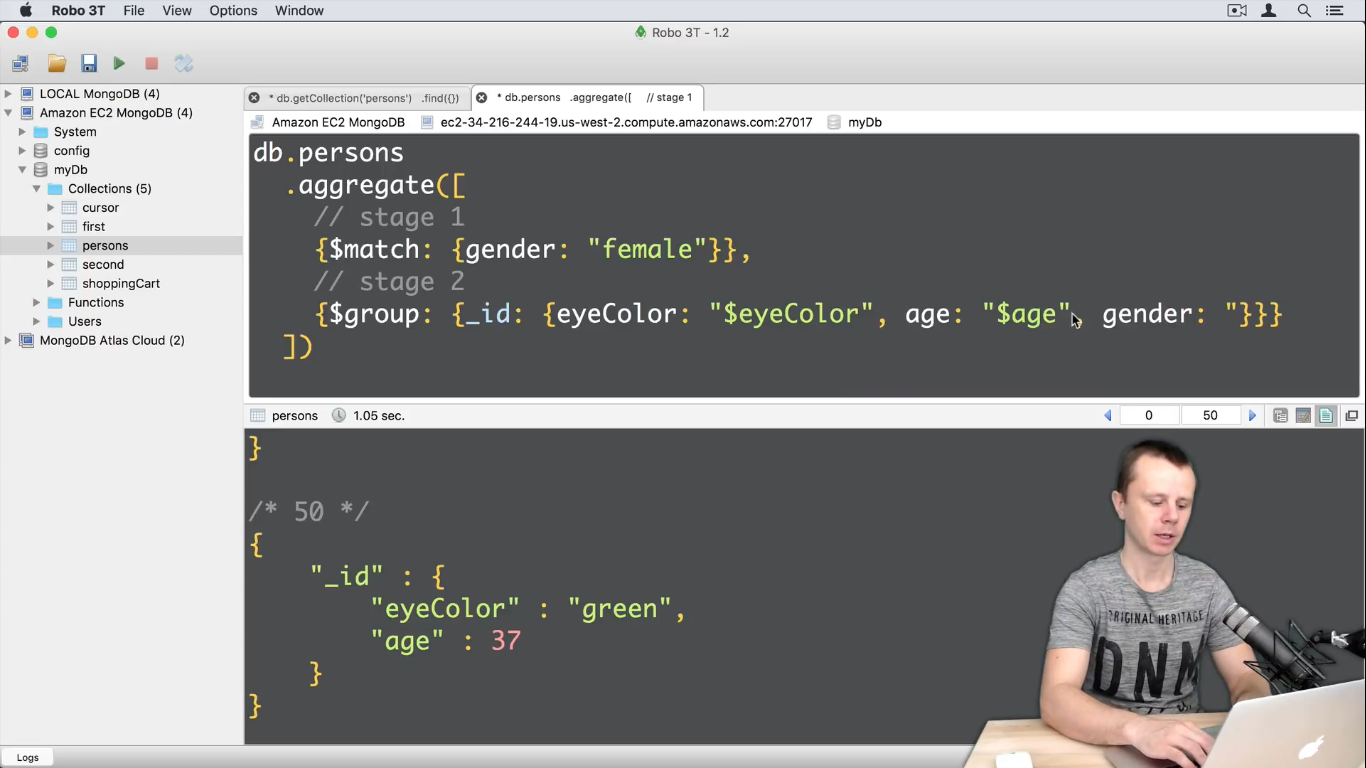 Robo 3T File View Options Window
Robo 3T - 1.2
LOCAL MongoDB (4)
Amazon EC2 MongoDB (4)
System
config
myDb
Collections (5)
cursor
first
persons
second
shoppingCart
Functions
Users
MongoDB Atlas Cloud (2)
* db.getCollection('persons') .find({}) * db.persons .aggregate([ // stage 1
Amazon EC2 MongoDB ec2-34-216-244-19.us-west-2.compute.amazonaws.com:27017 myDb
db.persons
.aggregate([
// stage 1
{$match: {gender: "female"}},
// stage 2
{$group: {_id: {eyeColor: "$eyeColor", age: "$age", gender: "}}}
])
persons 1.05 sec. 0 50
}
/* 50 */
{
"_id" : {
"eyeColor" : "green",
"age" : 37
}
}
ORIGINAL HERITAGE
DNM
Logs